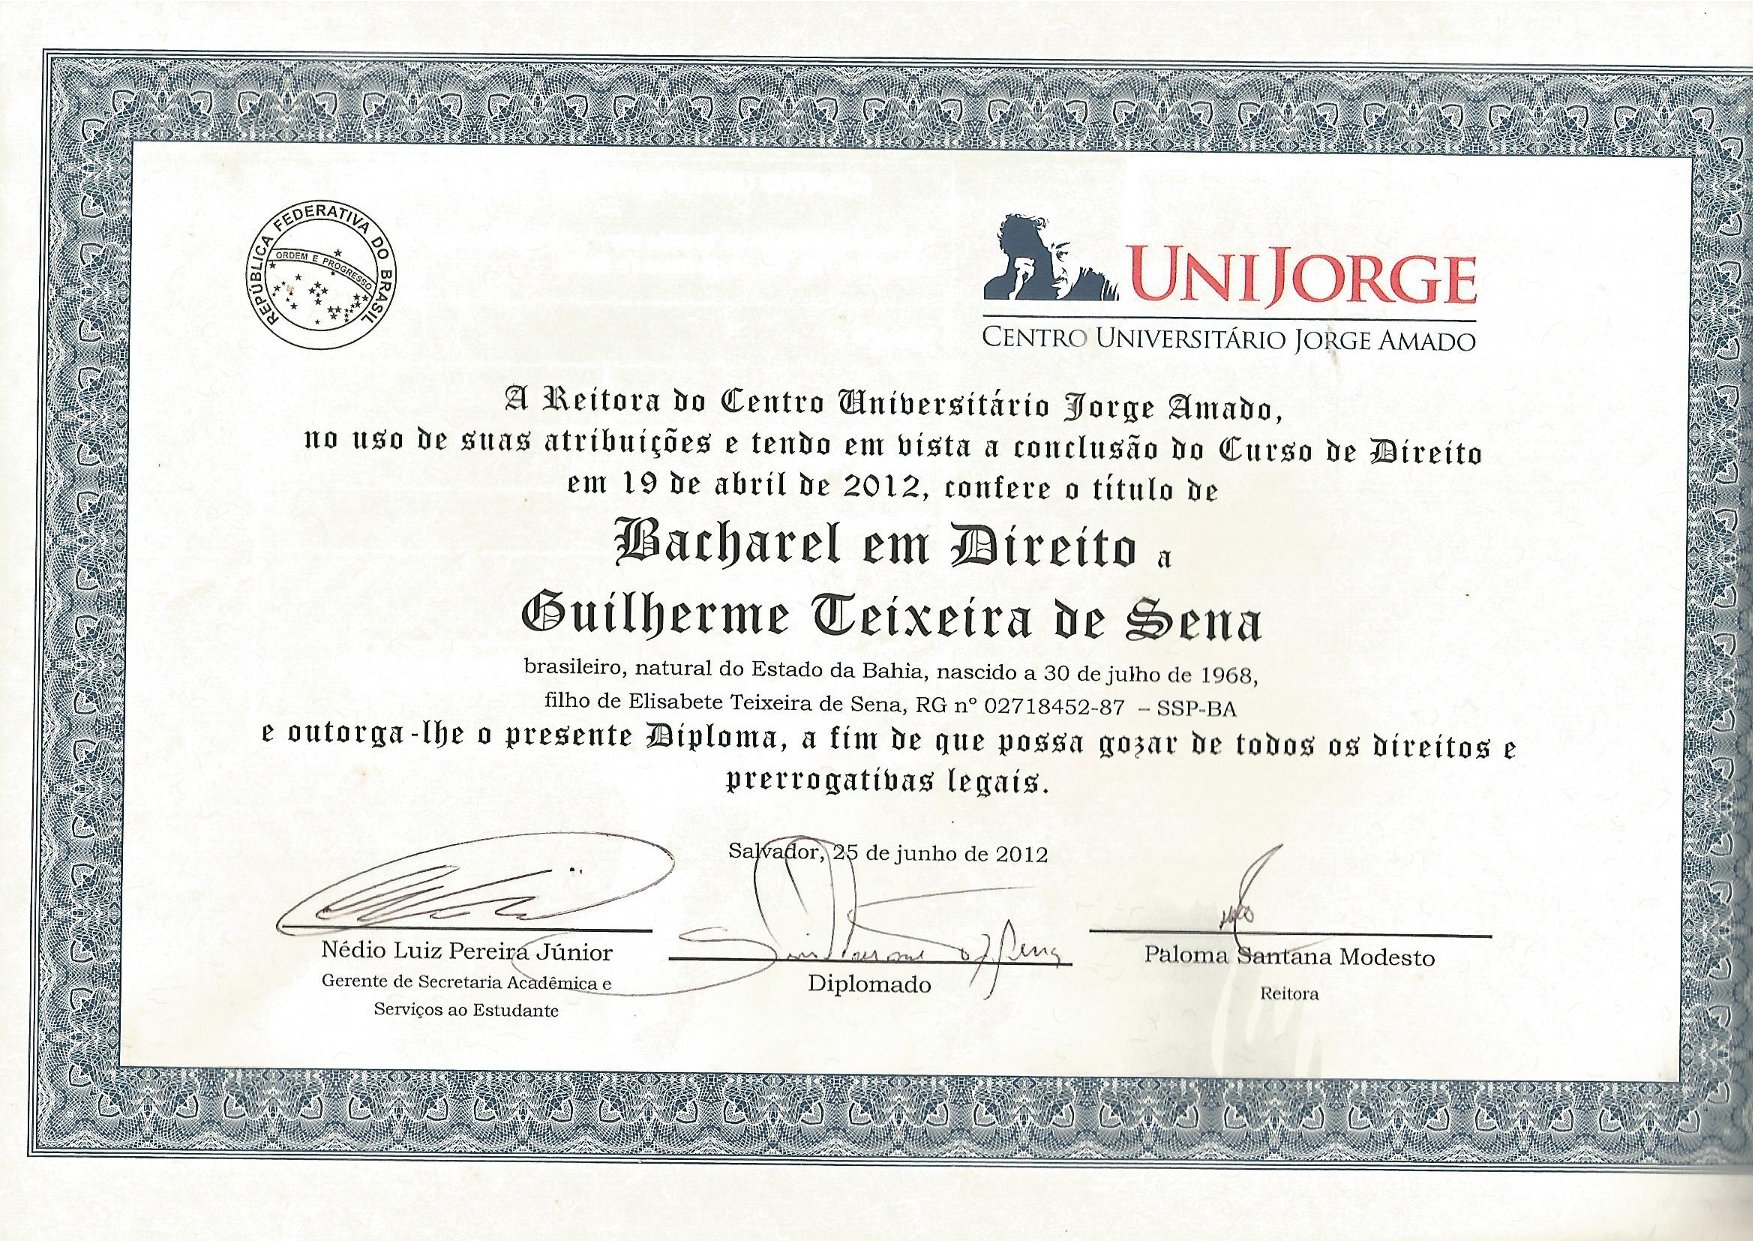 REPÚBLICA FEDERATIVA DO BRASIL
ORDEM E PROGRESSO
UNIJORGE
CENTRO UNIVERSITÁRIO JORGE AMADO
A Reitora do Centro Universitário Jorge Amado,
no uso de suas atribuições e tendo em vista a conclusão do Curso de Direito
em 19 de abril de 2012, confere o título de
Bacharel em Direito a
Guilherme Teixeira de Sena
brasileiro, natural do Estado da Bahia, nascido a 30 de julho de 1968,
filho de Elisabete Teixeira de Sena, RG nº 02718452-87 – SSP-BA
e outorga-lhe o presente Diploma, a fim de que possa gozar de todos os direitos e
prerrogativas legais.
Salvador, 25 de junho de 2012
Nédio Luiz Pereira Júnior
Gerente de Secretaria Acadêmica e
Serviços ao Estudante
Diplomado
Paloma Santana Modesto
Reitora